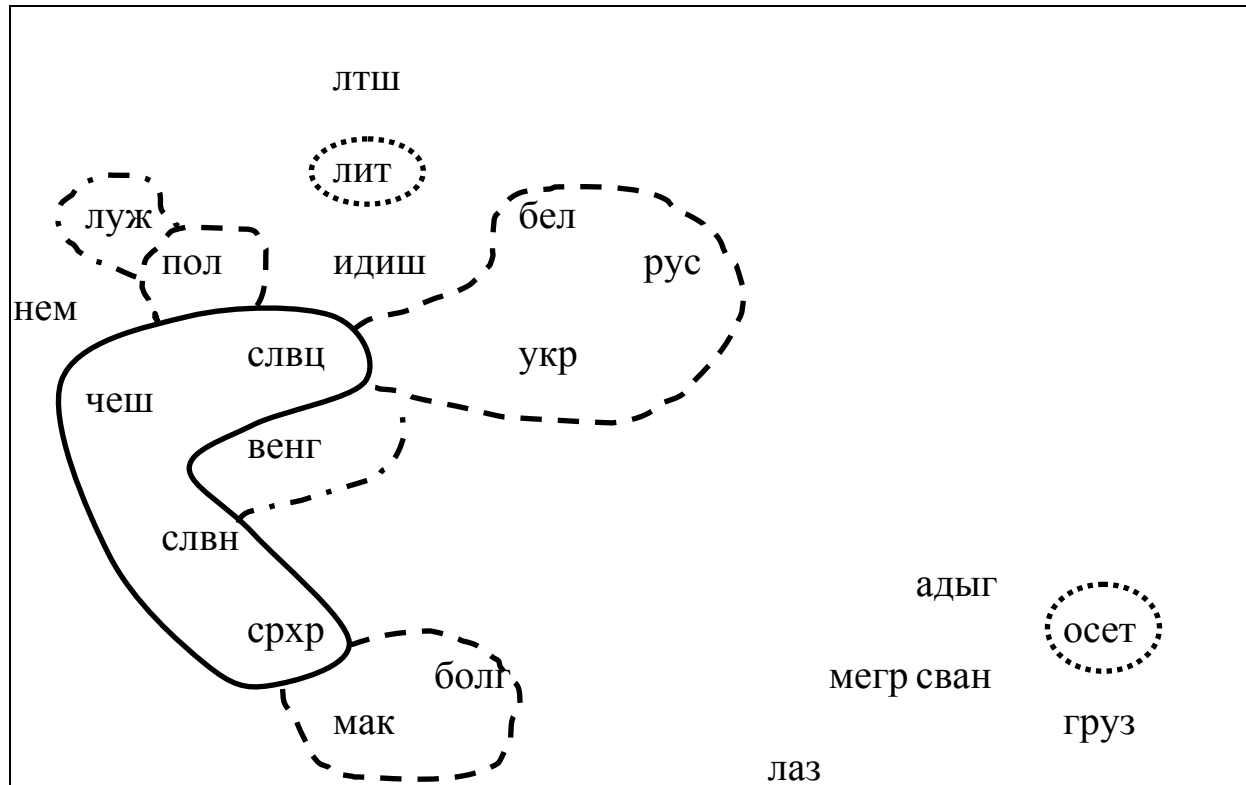 лтш
лит
луж
бел
пол
идиш
рус
нем
слвц
укр
чеш
венг
слвн
адыг
срхр
осет
болг
мегр сван
мак
груз
лаз